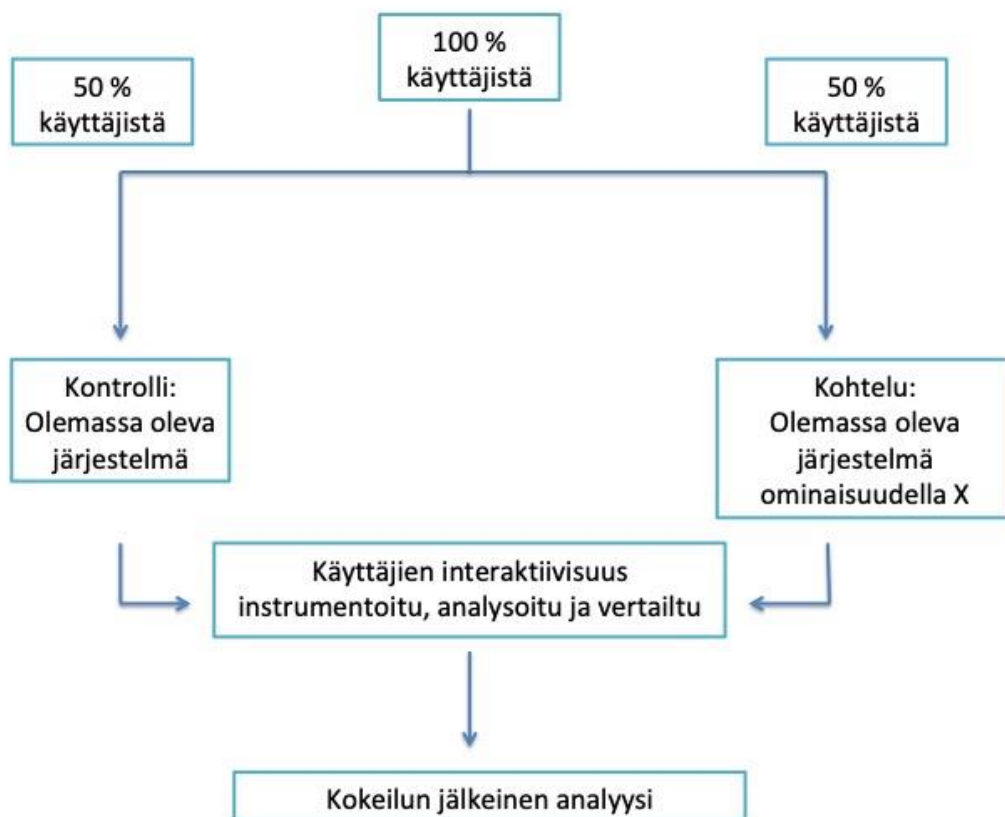 100 %
käyttäjistä
50 %
käyttäjistä
50 %
käyttäjistä
Kontrolli:
Olemassa oleva
järjestelmä
Kohtelu:
Olemassa oleva
järjestelmä
ominaisuudella X
Käyttäjien interaktiivisuus
instrumentoitu, analysoitu ja vertailtu
Kokeilun jälkeinen analyysi